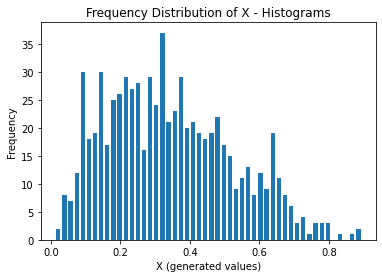 Frequency Distribution of X - Histograms
Frequency
35
30
25
20
15
10
5
0
0.0 0.2 0.4 0.6 0.8
X (generated values)